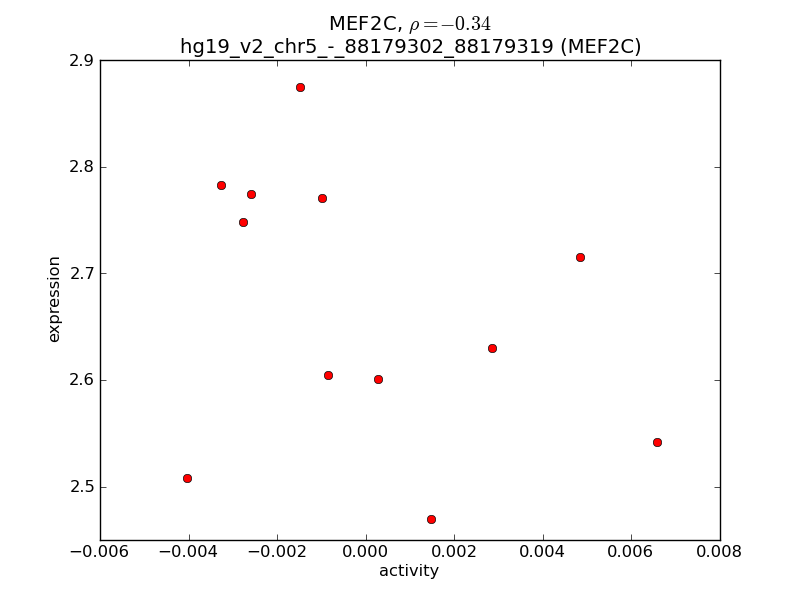 MEF2C, ρ = −0.34
hg19_v2_chr5_-_88179302_88179319 (MEF2C)
2.9
2.8
2.7
2.6
2.5
expression
−0.006 −0.004 −0.002 0.000 0.002 0.004 0.006 0.008
activity